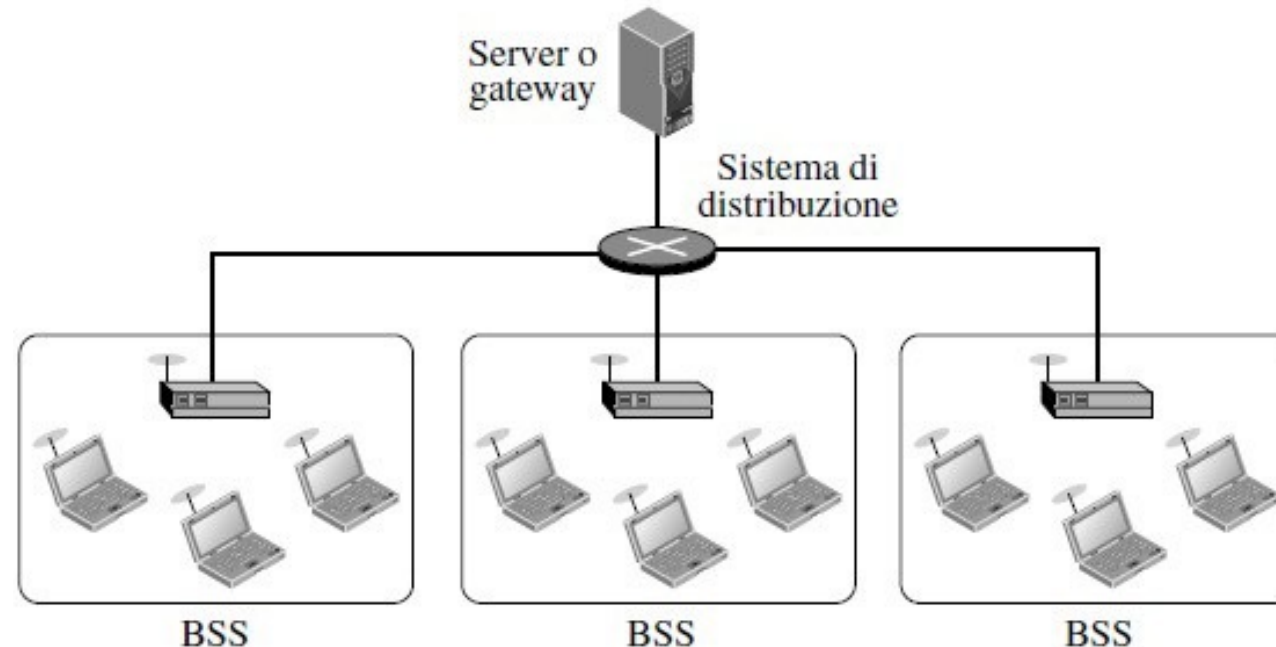 Server o
gateway
Sistema di
distribuzione
BSS
BSS
BSS